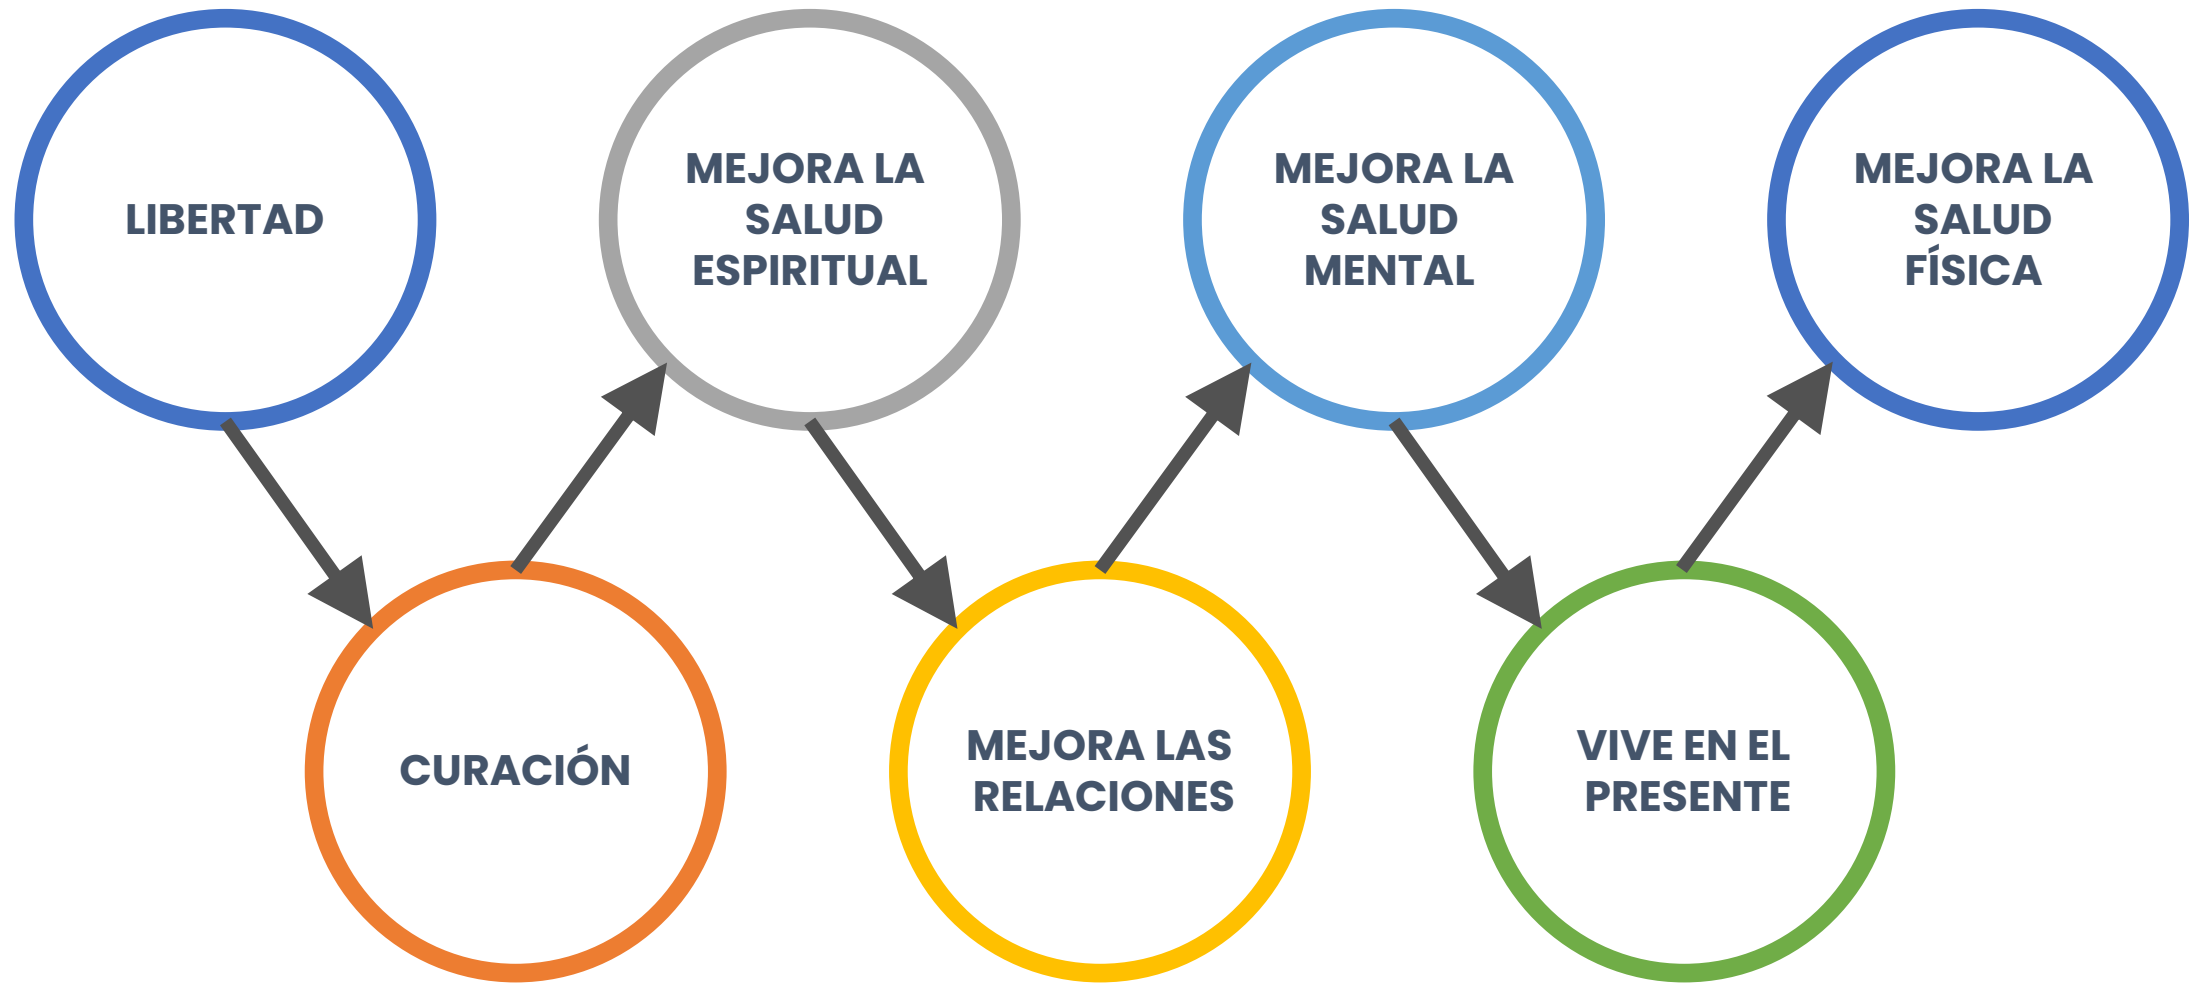 LIBERTAD
CURACIÓN
MEJORA LA
SALUD
ESPIRITUAL
MEJORA LAS
RELACIONES
MEJORA LA
SALUD
MENTAL
VIVE EN EL
PRESENTE
MEJORA LA
SALUD
FÍSICA